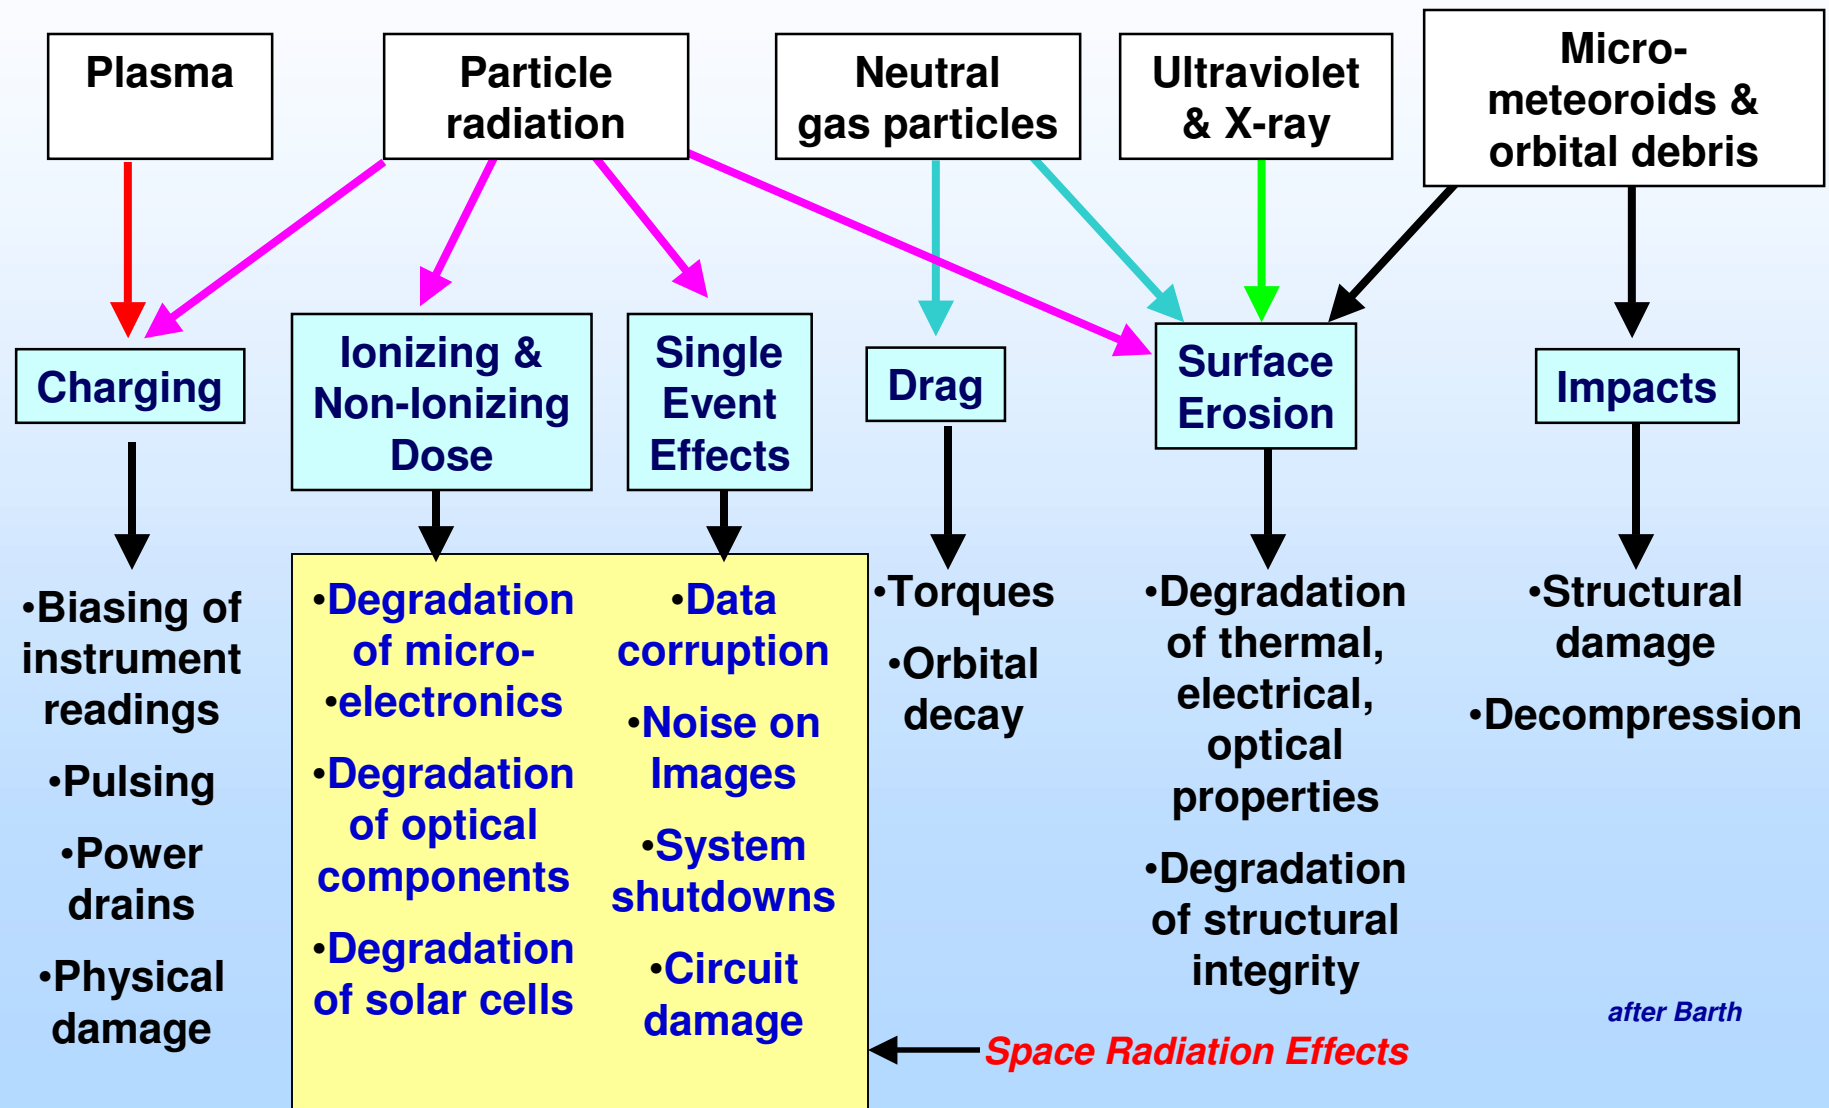 Plasma
Particle
radiation
Neutral
gas particles
Ultraviolet
& X-ray
Micro-
meteoroids &
orbital debris
Charging
Ionizing &
Non-Ionizing
Dose
Single
Event
Effects
Drag
Surface
Erosion
Impacts
•Biasing of
instrument
readings
•Pulsing
•Power
drains
•Physical
damage
•Degradation
of micro-
•electronics
•Degradation
of optical
components
•Degradation
of solar cells
•Data
corruption
•Noise on
Images
•System
shutdowns
•Circuit
damage
•Torques
•Orbital
decay
•Degradation
of thermal,
electrical,
optical
properties
•Degradation
of structural
integrity
•Structural
damage
•Decompression
after Barth
Space Radiation Effects